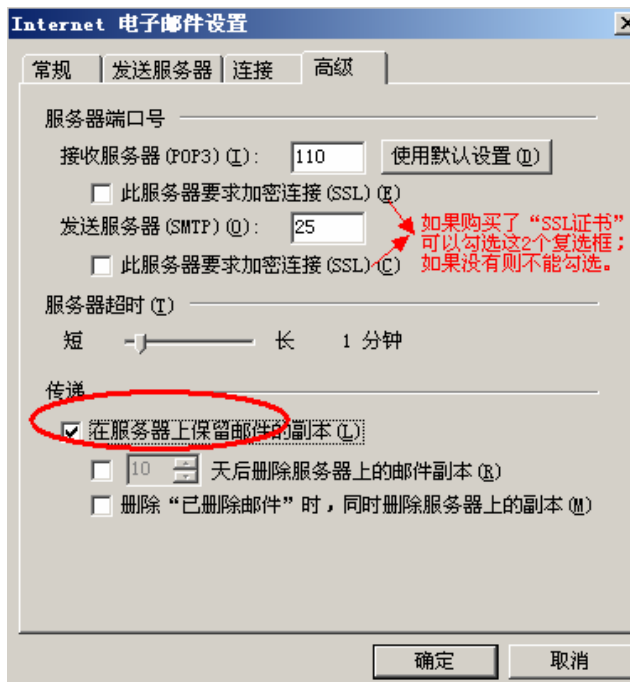 Internet 电子邮件设置
常规 发送服务器 连接 高级
服务器端口号
接收服务器(POP3)(I): 110 使用默认设置(D)
此服务器要求加密连接(SSL)(E)
发送服务器(SMTP)(O): 25
此服务器要求加密连接(SSL)(C)
如果购买了“SSL证书”
可以勾选这2个复选框；
如果没有则不能勾选。
服务器超时(T)
短 长 1 分钟
传递
在服务器上保留邮件的副本(L)
10 天后删除服务器上的邮件副本(R)
删除“已删除邮件”时，同时删除服务器上的副本(M)
确定 取消